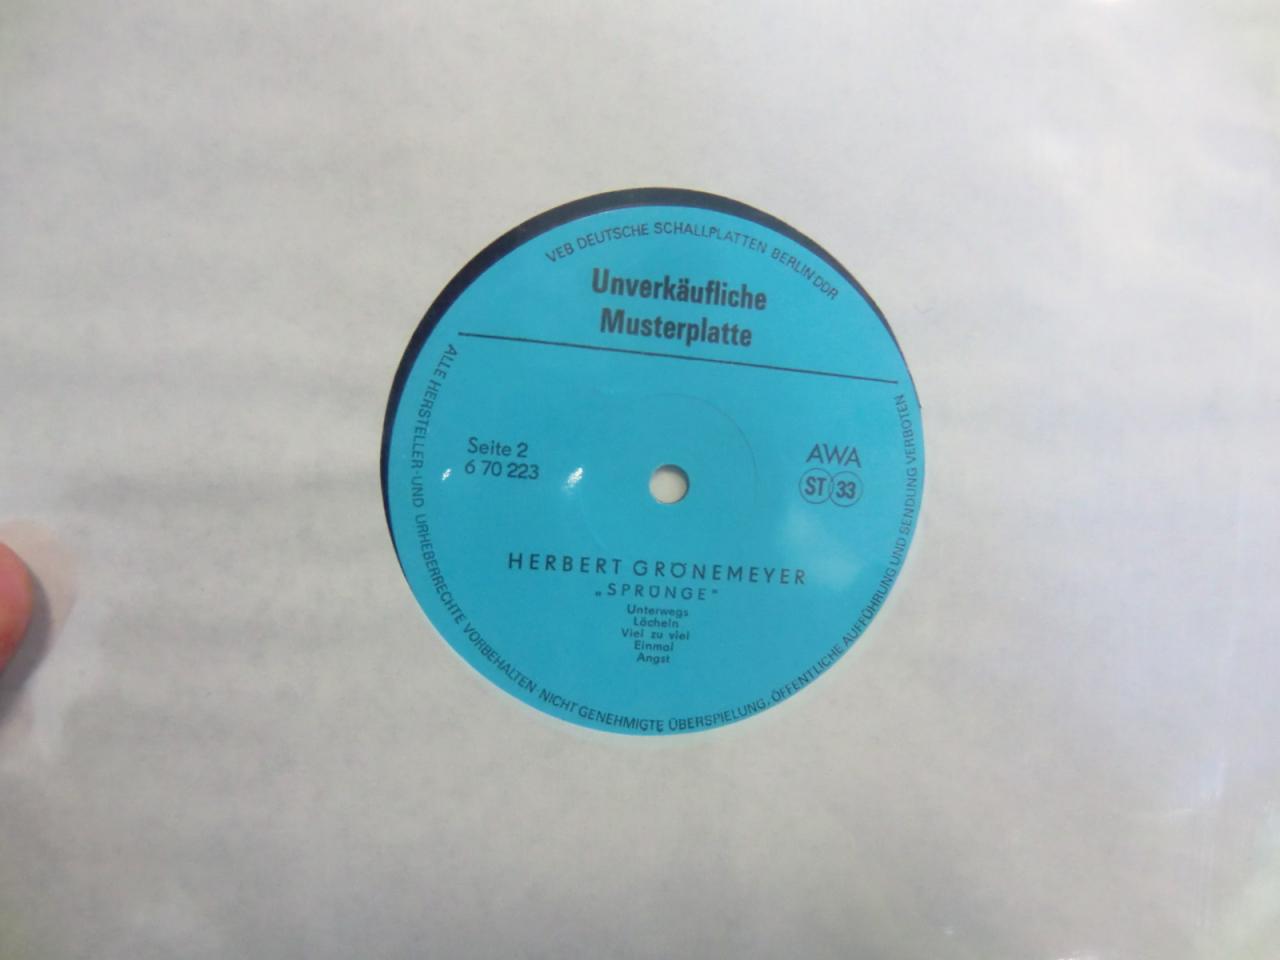 VEB DEUTSCHE SCHALLPLATTEN BERLIN DDR
Unverkäufliche
Musterplatte
Seite 2
6 70 223
AWA
ST 33
HERBERT GRÖNEMEYER
„SPRÜNGE"
Unterwegs
Lächeln
Viel zu viel
Einmal
Angst
ALLE HERSTELLER-UND URHEBERRECHTE VORBEHALTEN NICHT GENEHMIGTE ÜBERSPIELUNG, ÖFFENTLICHE AUFFÜHRUNG UND SENDUNG VERBOTEN